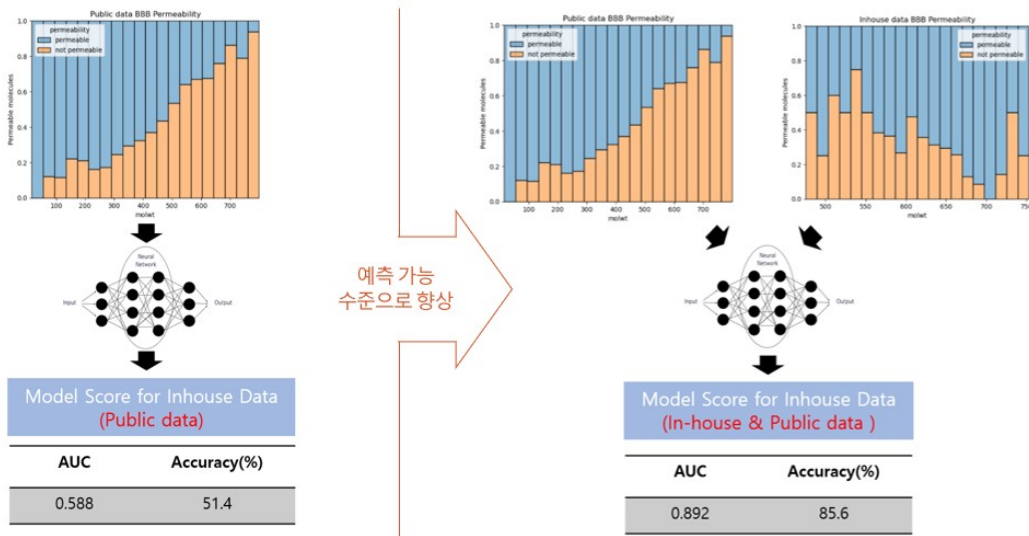 Public data BBB Permeability
permeability
permeable
not permeable
Permeable molecules
1.0
0.8
0.6
0.4
0.2
0.0
100 200 300 400 500 600 700
molwt
Neural
Network
Input
Output
Model Score for Inhouse Data
(Public data)
AUC Accuracy(%)
0.588 51.4
예측 가능
수준으로 향상
Public data BBB Permeability
permeability
permeable
not permeable
Permeable molecules
1.0
0.8
0.6
0.4
0.2
0.0
100 200 300 400 500 600 700
molwt
Inhouse data BBB Permeability
permeability
permeable
not permeable
Permeable molecules
1.0
0.8
0.6
0.4
0.2
0.0
500 550 600 650 700 750
molwt
Neural
Network
Input
Output
Model Score for Inhouse Data
(In-house & Public data )
AUC Accuracy(%)
0.892 85.6